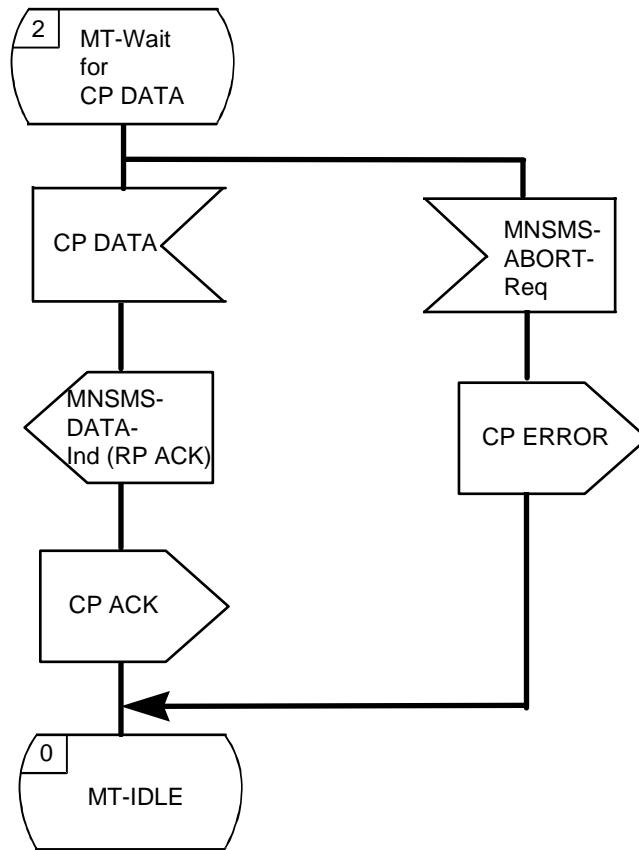 2
MT-Wait
for
CP DATA
CP DATA
MNSMS-
ABORT-
Req
MNSMS-
DATA-
Ind (RP ACK)
CP ERROR
CP ACK
0
MT-IDLE